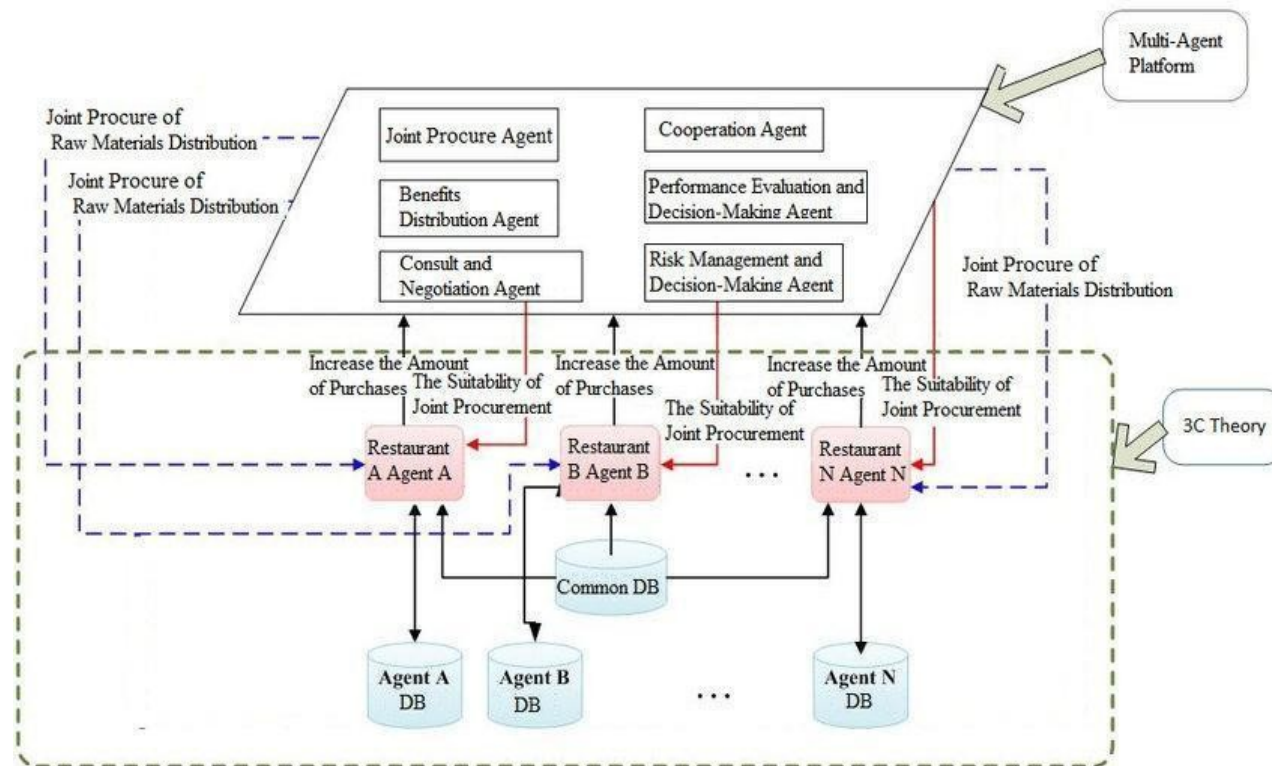 Multi-Agent
Platform
Joint Procure of
Raw Materials Distribution
Joint Procure of
Raw Materials Distribution
Joint Procure Agent
Cooperation Agent
Benefits
Distribution Agent
Performance Evaluation and
Decision-Making Agent
Consult and
Negotiation Agent
Risk Management and
Decision-Making Agent
Joint Procure of
Raw Materials Distribution
Increase the Amount
of Purchases
The Suitability of
Joint Procurement
Increase the Amount
of Purchases
The Suitability of
Joint Procurement
Increase the Amount
of Purchases
The Suitability of
Joint Procurement
3C Theory
Restaurant
A Agent A
Restaurant
B Agent B
...
Restaurant
N Agent N
Common DB
Agent A
DB
Agent B
DB
...
Agent N
DB